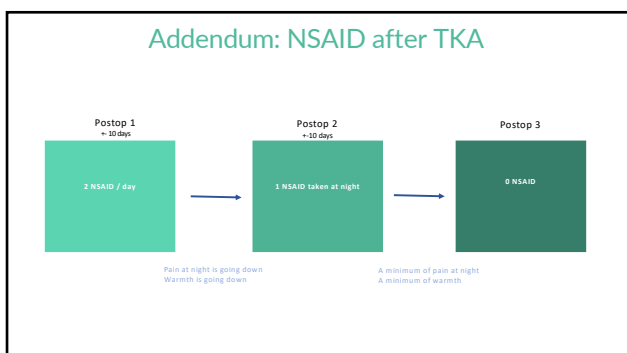 Addendum: NSAID after TKA
Postop 1
+- 10 days
2 NSAID / day
Postop 2
+-10 days
1 NSAID taken at night
Postop 3
0 NSAID
Pain at night is going down
Warmth is going down
A minimum of pain at night
A minimum of warmth